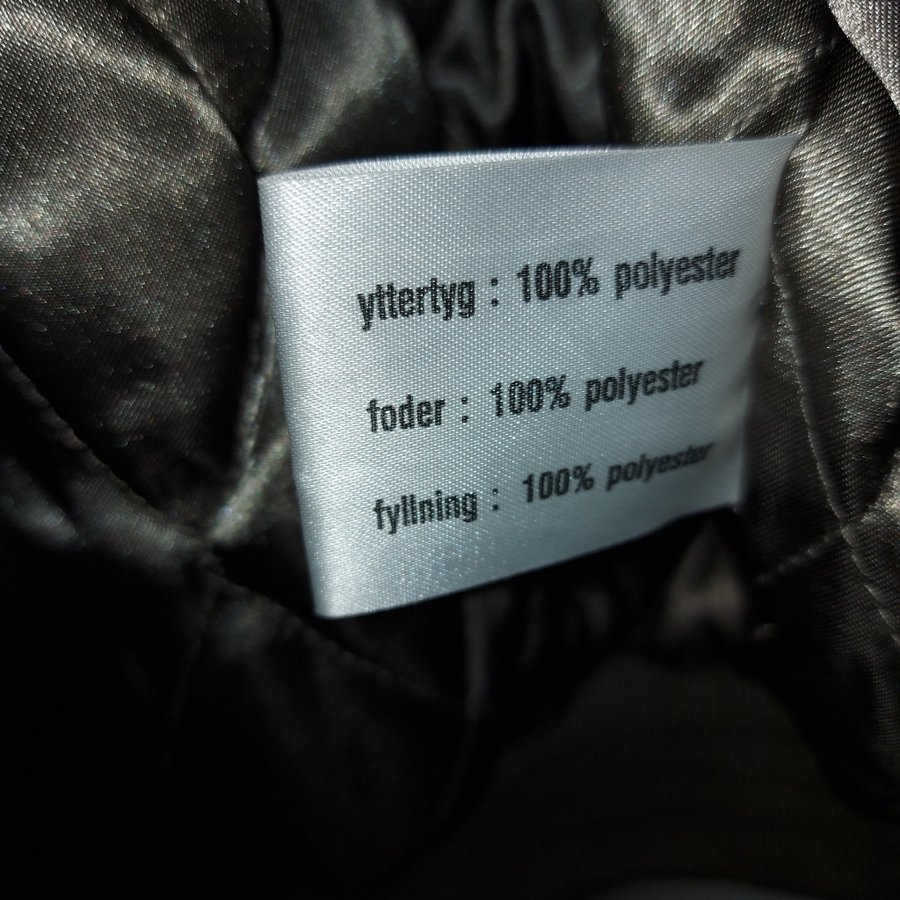 yttertyg : 100% polyester
foder : 100% polyester
fyllning : 100% polyester